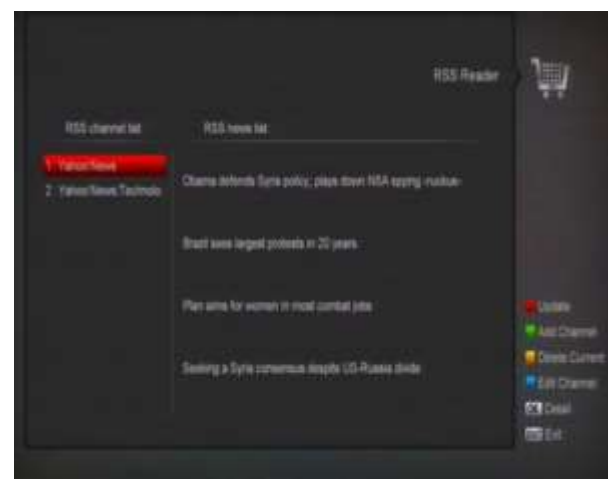 RSS Reader
RSS channel list
RSS news list
1 Yahoo!News
2 Yahoo!News Technolo
Obama defends Syria policy, plays down NSA spying
Brazil sees largest protests in 20 years
Plan aims for women in most combat jobs
Seeking a Syria consensus despite US-Russia divide
Update
Add Channel
Delete Current
Edit Channel
OK Detail
Exit